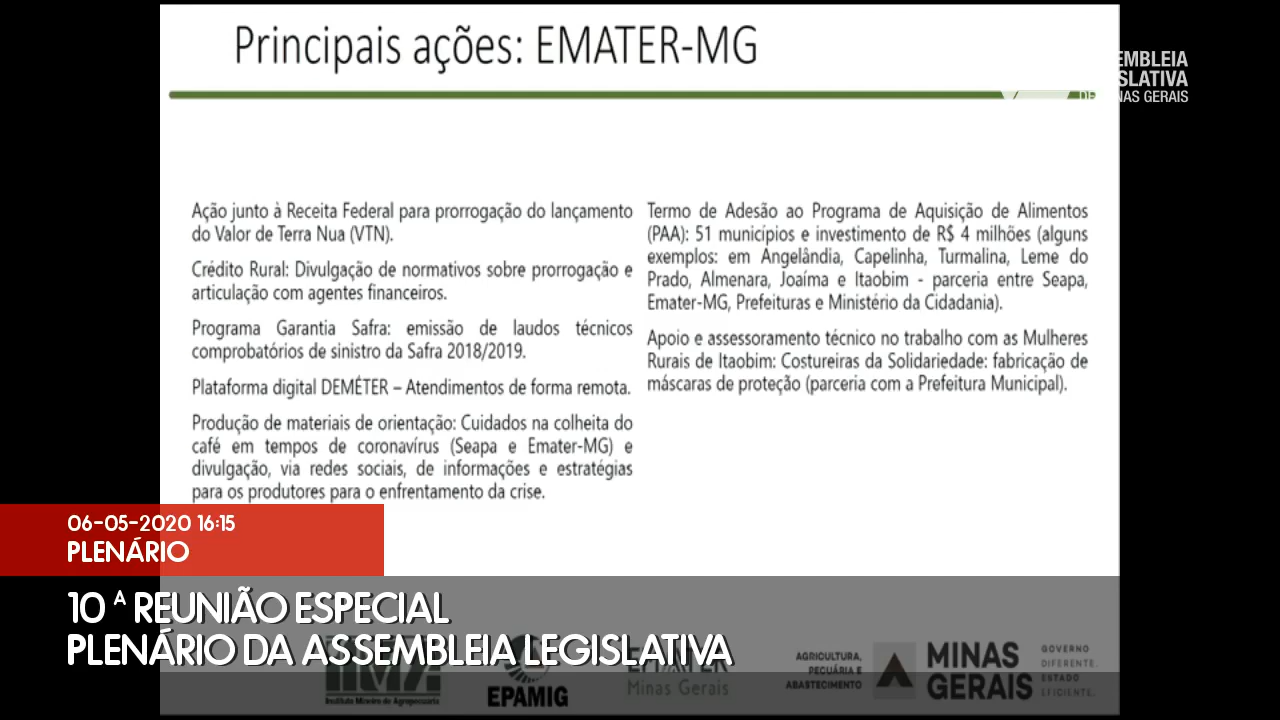 Principais ações: EMATER-MG
EMBLEIA
SLATIVA
DE MINAS GERAIS
Ação junto à Receita Federal para prorrogação do lançamento
do Valor de Terra Nua (VTN).
Crédito Rural: Divulgação de normativos sobre prorrogação e
articulação com agentes financeiros.
Programa Garantia Safra: emissão de laudos técnicos
comprobatórios de sinistro da Safra 2018/2019.
Plataforma digital DEMÉTER – Atendimentos de forma remota.
Produção de materiais de orientação: Cuidados na colheita do
café em tempos de coronavírus (Seapa e Emater-MG) e
divulgação, via redes sociais, de informações e estratégias
para os produtores para o enfrentamento da crise.
Termo de Adesão ao Programa de Aquisição de Alimentos
(PAA): 51 municípios e investimento de R$ 4 milhões (alguns
exemplos: em Angelândia, Capelinha, Turmalina, Leme do
Prado, Almenara, Joaíma e Itaobim - parceria entre Seapa,
Emater-MG, Prefeituras e Ministério da Cidadania).
Apoio e assessoramento técnico no trabalho com as Mulheres
Rurais de Itaobim: Costureiras da Solidariedade: fabricação de
máscaras de proteção (parceria com a Prefeitura Municipal).
06-05-2020 16:15
PLENÁRIO
10ª REUNIÃO ESPECIAL
PLENÁRIO DA ASSEMBLEIA LEGISLATIVA
Instituto Mineiro de Agropecuária
EPAMIG
EMATER
Minas Gerais
AGRICULTURA,
PECUÁRIA E
ABASTECIMENTO
MINAS
GERAIS
GOVERNO
DIFERENTE.
ESTADO
EFICIENTE.